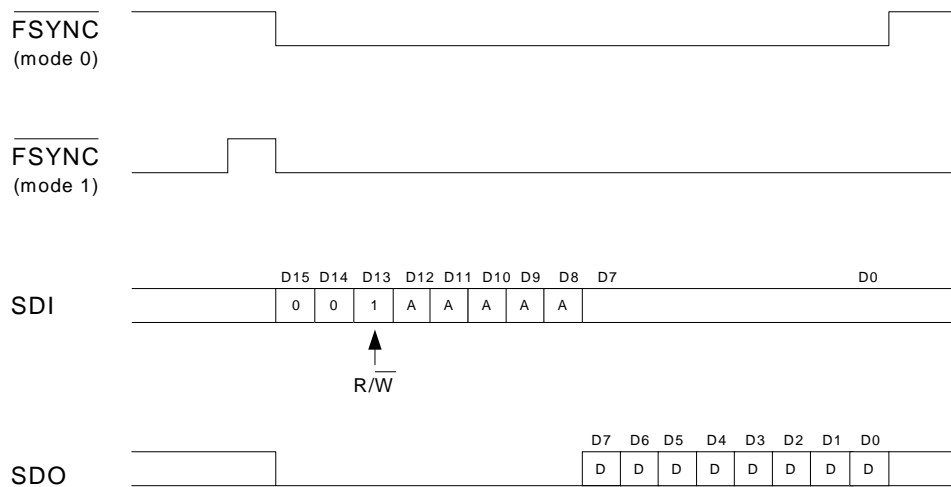 FSYNC
(mode 0)
FSYNC
(mode 1)
D15 D14 D13 D12 D11 D10 D9 D8 D7 D0
SDI 0 0 1 A A A A A
R/W
D7 D6 D5 D4 D3 D2 D1 D0
SDO D D D D D D D D